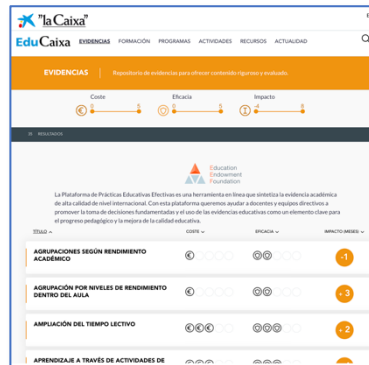 "la Caixa"
EduCaixa EVIDENCIAS FORMACIÓN PROGRAMAS ACTIVIDADES RECURSOS ACTUALIDAD
EVIDENCIAS Repositorio de evidencias para ofrecer contenido riguroso y evaluado.
Coste Eficacia Impacto
0 5 0 5 -4 8
RESULTADOS
Education
Endowment
Foundation
La Plataforma de Prácticas Educativas Efectivas es una herramienta en línea que sintetiza la evidencia académica
de alta calidad de nivel internacional. Con esta plataforma queremos ayudar a docentes y equipos directivos a
promover la toma de decisiones fundamentadas y el uso de las evidencias educativas como un elemento clave para
el progreso pedagógico y la mejora de la calidad educativa.
TÍTULO COSTE EFICACIA IMPACTO (MESES)
AGRUPACIONES SEGÚN RENDIMIENTO
ACADÉMICO
-1
AGRUPACIÓN POR NIVELES DE RENDIMIENTO
DENTRO DEL AULA
+ 3
AMPLIACIÓN DEL TIEMPO LECTIVO
+ 2
APRENDIZAJE A TRAVÉS DE ACTIVIDADES DE